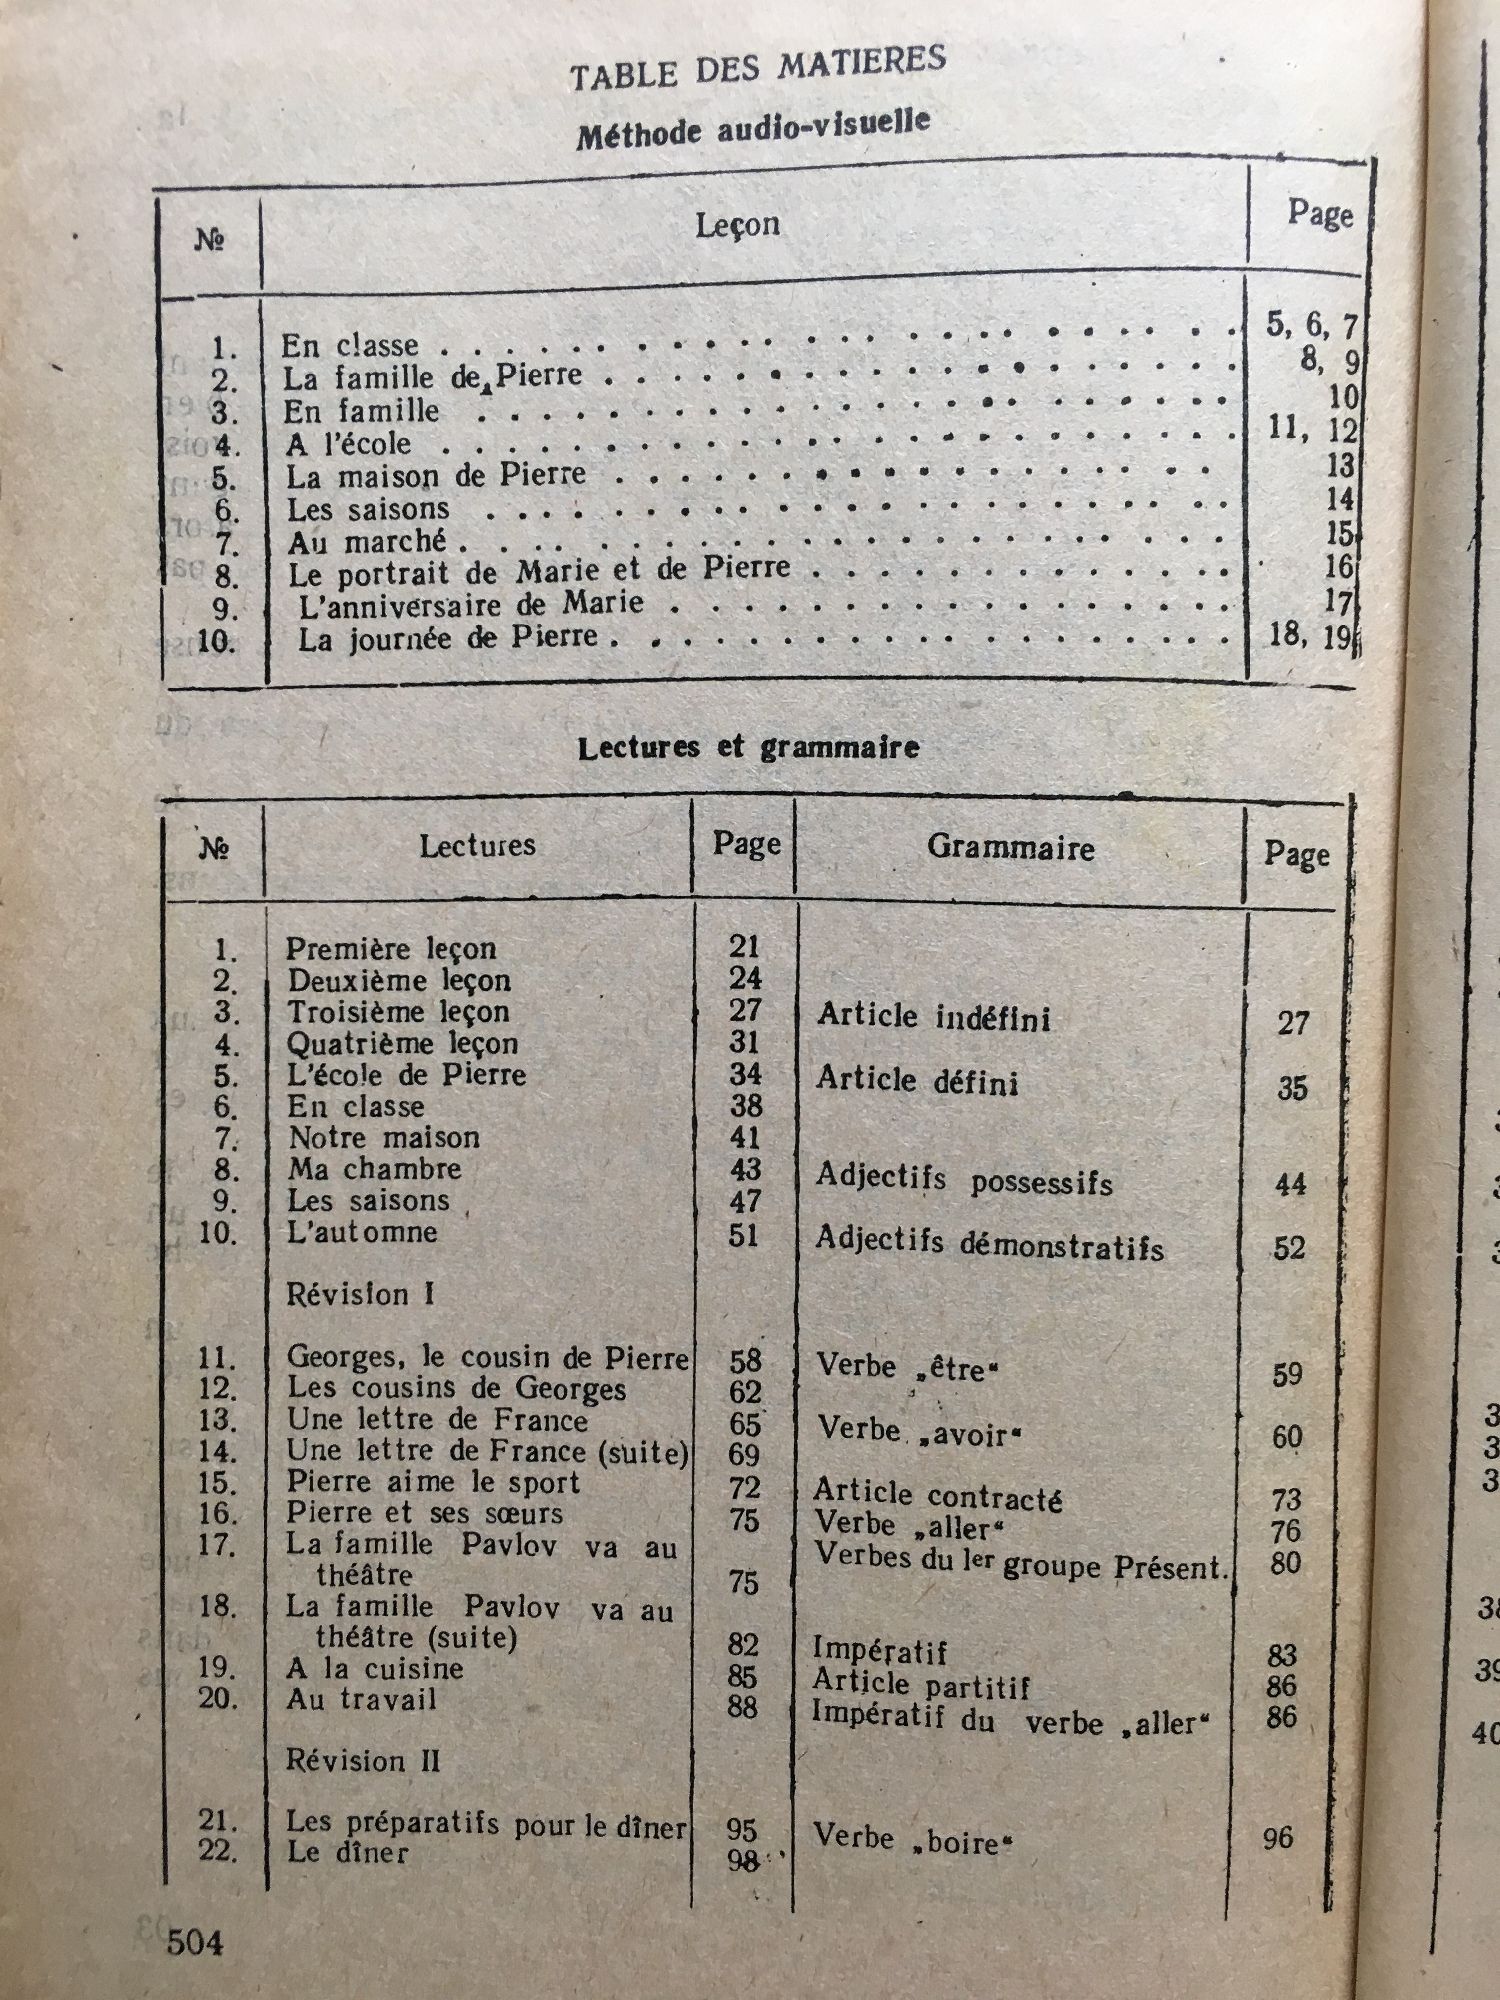 TABLE DES MATIERES
Méthode audio-visuelle
№ Leçon Page
1. En classe . . . . . . . . . . . . . . . . . . . . 5, 6, 7
2. La famille de Pierre . . . . . . . . . . . . . . . . 8, 9
3. En famille . . . . . . . . . . . . . . . . . . . . 10
4. A l'école . . . . . . . . . . . . . . . . . . . . 11, 12
5. La maison de Pierre . . . . . . . . . . . . . . . . 13
6. Les saisons . . . . . . . . . . . . . . . . . . . 14
7. Au marché . . . . . . . . . . . . . . . . . . . . 15
8. Le portrait de Marie et de Pierre . . . . . . . . . . . . 16
9. L'anniversaire de Marie . . . . . . . . . . . . . . . 17
10. La journée de Pierre . . . . . . . . . . . . . . . . 18, 19
Lectures et grammaire
№ Lectures Page Grammaire Page
1. Première leçon 21
2. Deuxième leçon 24
3. Troisième leçon 27 Article indéfini 27
4. Quatrième leçon 31
5. L'école de Pierre 34 Article défini 35
6. En classe 38
7. Notre maison 41
8. Ma chambre 43 Adjectifs possessifs 44
9. Les saisons 47
10. L'automne 51 Adjectifs démonstratifs 52
Révision I
11. Georges, le cousin de Pierre 58 Verbe „être“ 59
12. Les cousins de Georges 62
13. Une lettre de France 65 Verbe „avoir“ 60
14. Une lettre de France (suite) 69
15. Pierre aime le sport 72 Article contracté 73
16. Pierre et ses sœurs 75 Verbe „aller“ 76
17. La famille Pavlov va au Verbes du 1er groupe Présent. 80
théâtre 75
18. La famille Pavlov va au
théâtre (suite) 82 Impératif 83
19. A la cuisine 85 Article partitif 86
20. Au travail 88 Impératif du verbe „aller“ 86
Révision II
21. Les préparatifs pour le dîner 95 Verbe „boire“ 96
22. Le dîner 98
504